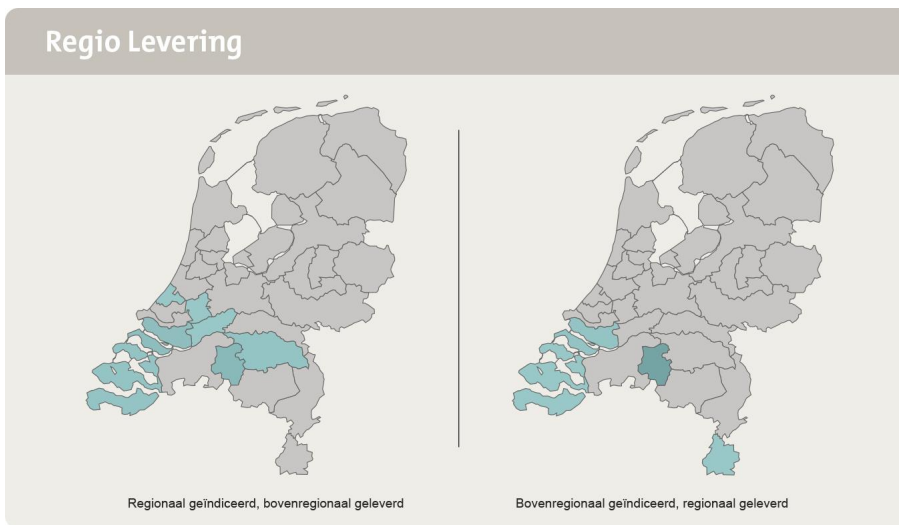 Regio Levering
Regionaal geïndiceerd, bovenregionaal geleverd
Bovenregionaal geïndiceerd, regionaal geleverd